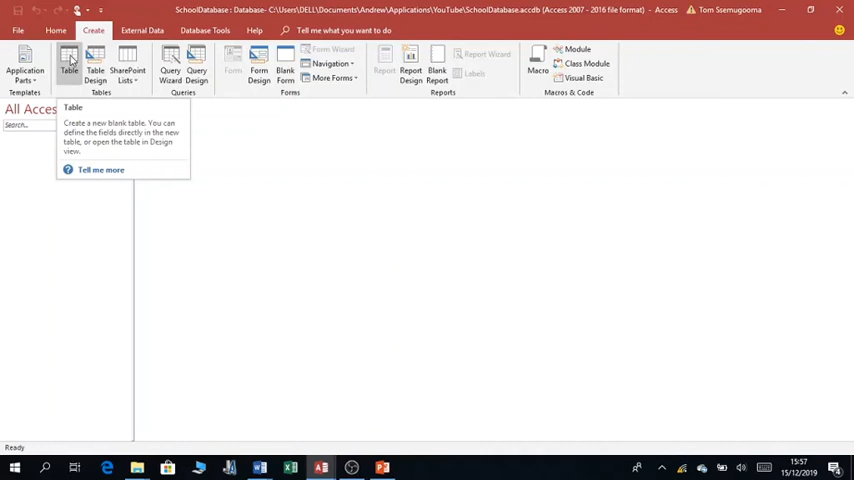 SchoolDatabase : Database- C:\Users\DELL\Documents\Andrew\Applications\YouTube\SchoolDatabase.accdb (Access 2007 - 2016 file format) - Access
Tom Ssemugooma
File Home Create External Data Database Tools Help Tell me what you want to do
Application Parts
Table
Table Design
SharePoint Lists
Query Wizard
Query Design
Form
Form Design
Blank Form
Form Wizard
Navigation
More Forms
Report
Report Design
Blank Report
Report Wizard
Labels
Macro
Module
Class Module
Visual Basic
Templates Tables Queries Forms Reports Macros & Code
All Acces
Search...
Table
Create a new blank table. You can
define the fields directly in the new
table, or open the table in Design
view.
? Tell me more
Ready
15:57
15/12/2019
4